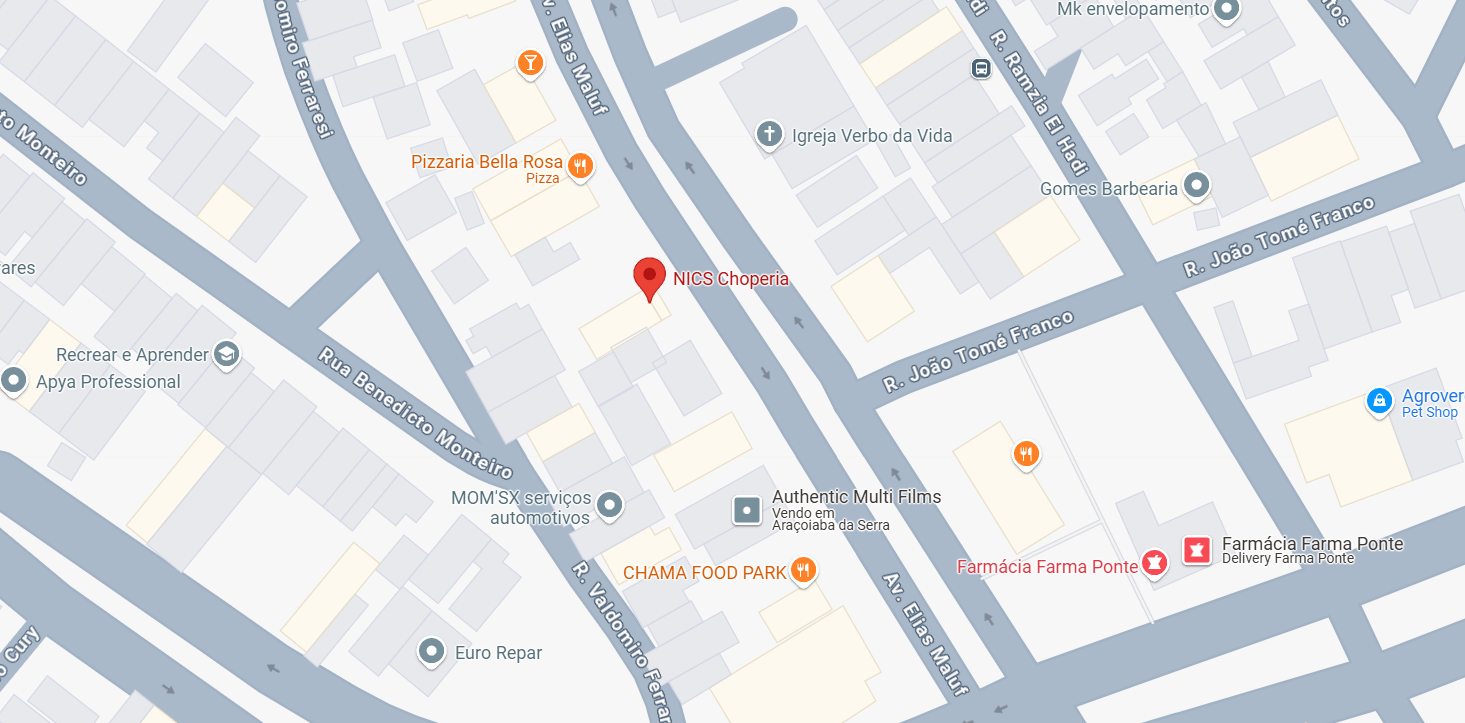 Mk envelopamento
omiro Ferraresi
Av. Elias Maluf
R. Ramzia El Hadi
Igreja Verbo da Vida
to Monteiro
Pizzaria Bella Rosa
Pizza
Gomes Barbearia
R. João Tomé Franco
ares
NICS Choperia
R. João Tomé Franco
Recrear e Aprender
Apya Professional
Rua Benedicto Monteiro
Agrover
Pet Shop
MOM'SX serviços
automotivos
Authentic Multi Films
Vendo em
Araçoiaba da Serra
Farmácia Farma Ponte
Delivery Farma Ponte
Farmácia Farma Ponte
CHAMA FOOD PARK
R. Valdomiro Ferrar
Av. Elias Maluf
Euro Repar
o Cury